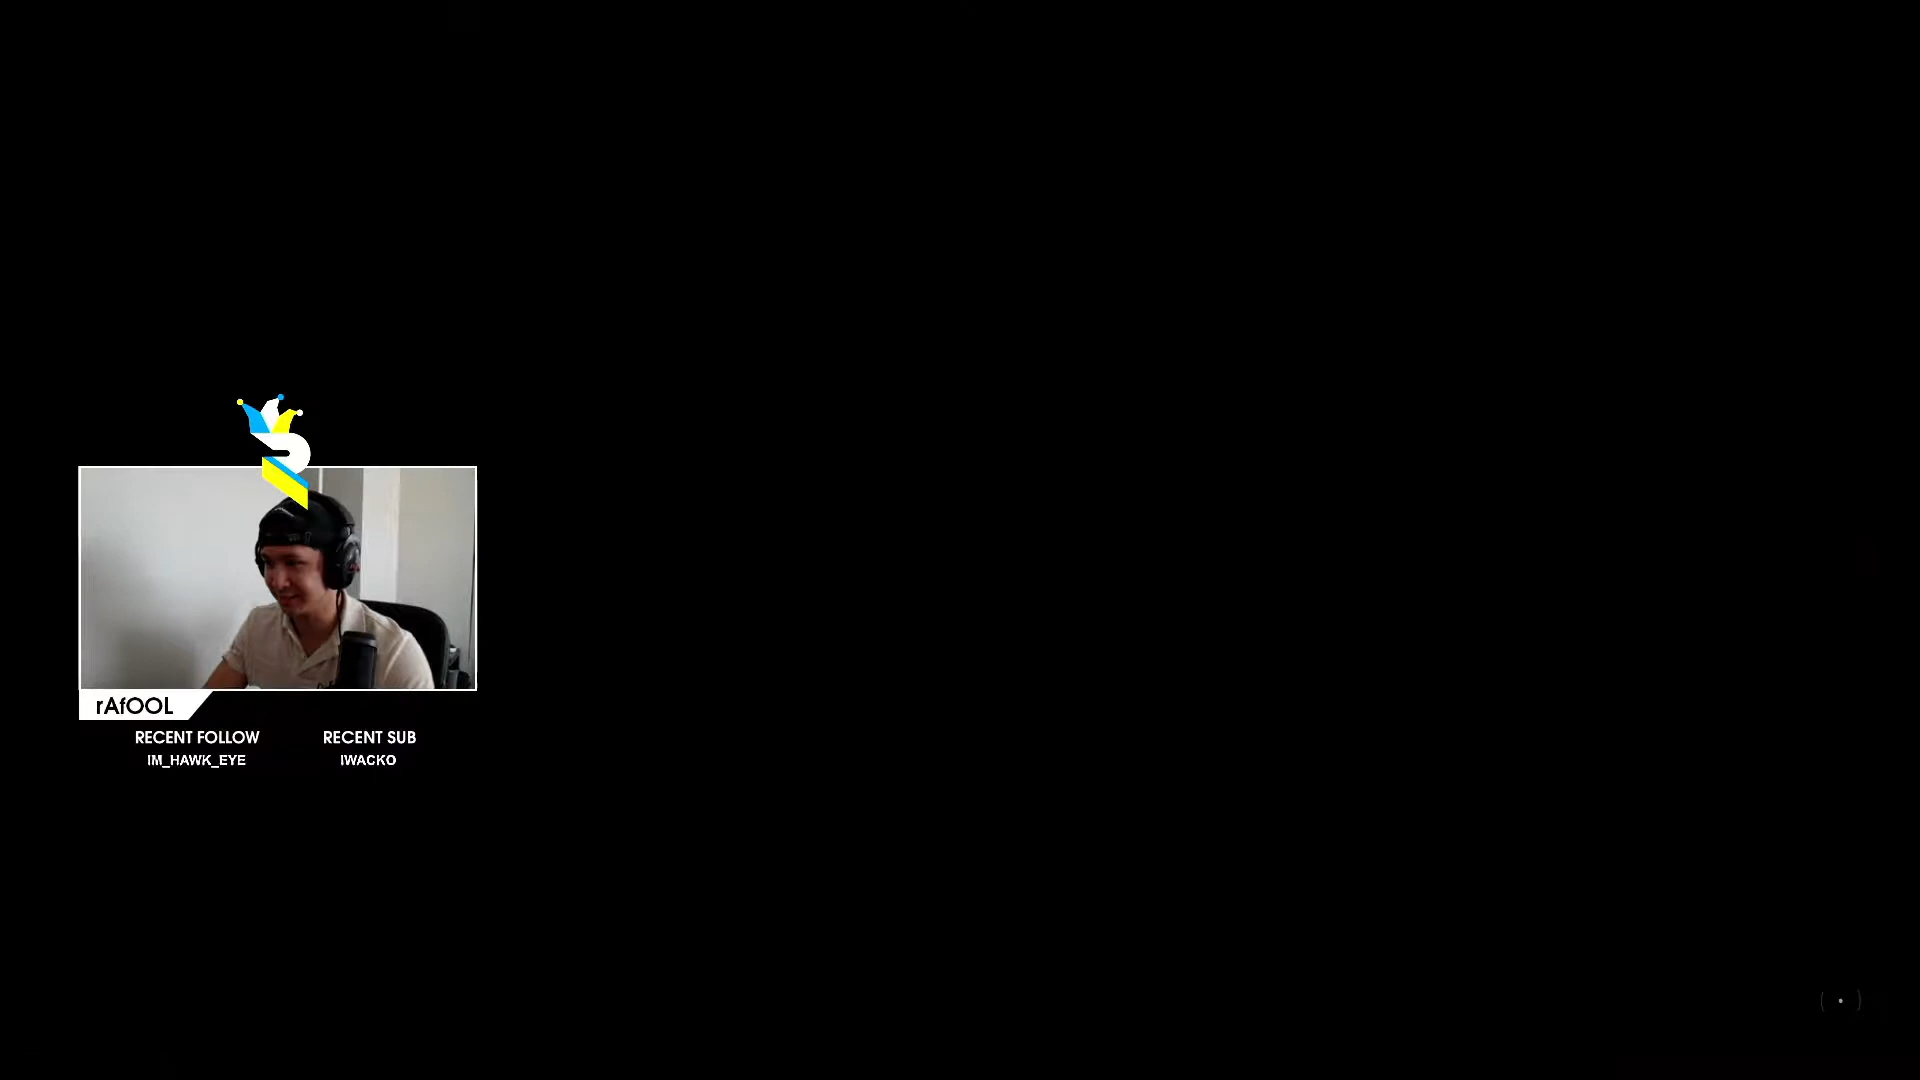 rAfOOL
RECENT FOLLOW
IM_HAWK_EYE
RECENT SUB
IWACKO